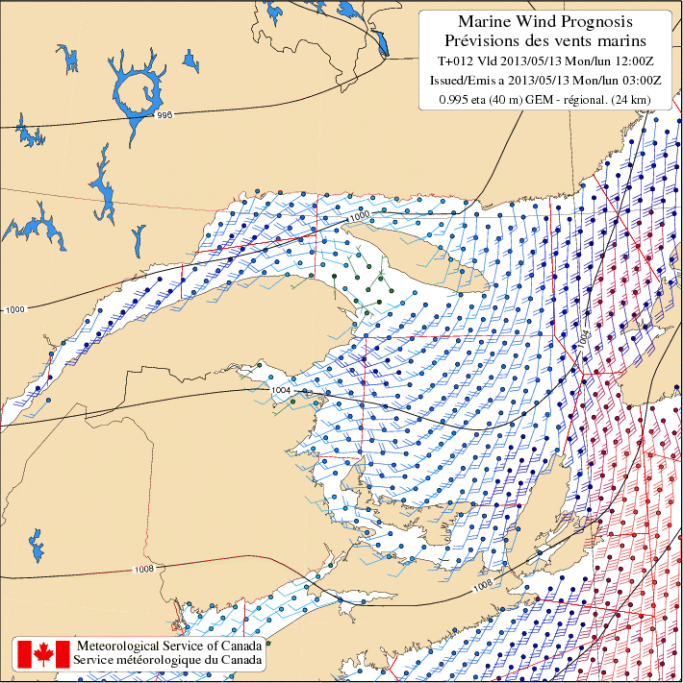 Marine Wind Prognosis
Prévisions des vents marins
T+012 Vld 2013/05/13 Mon/lun 12:00Z
Issued/Emis a 2013/05/13 Mon/lun 03:00Z
0.995 eta (40 m) GEM - régional. (24 km)
996
1000
1000
1004
1004
1008
1008
Meteorological Service of Canada
Service météorologique du Canada